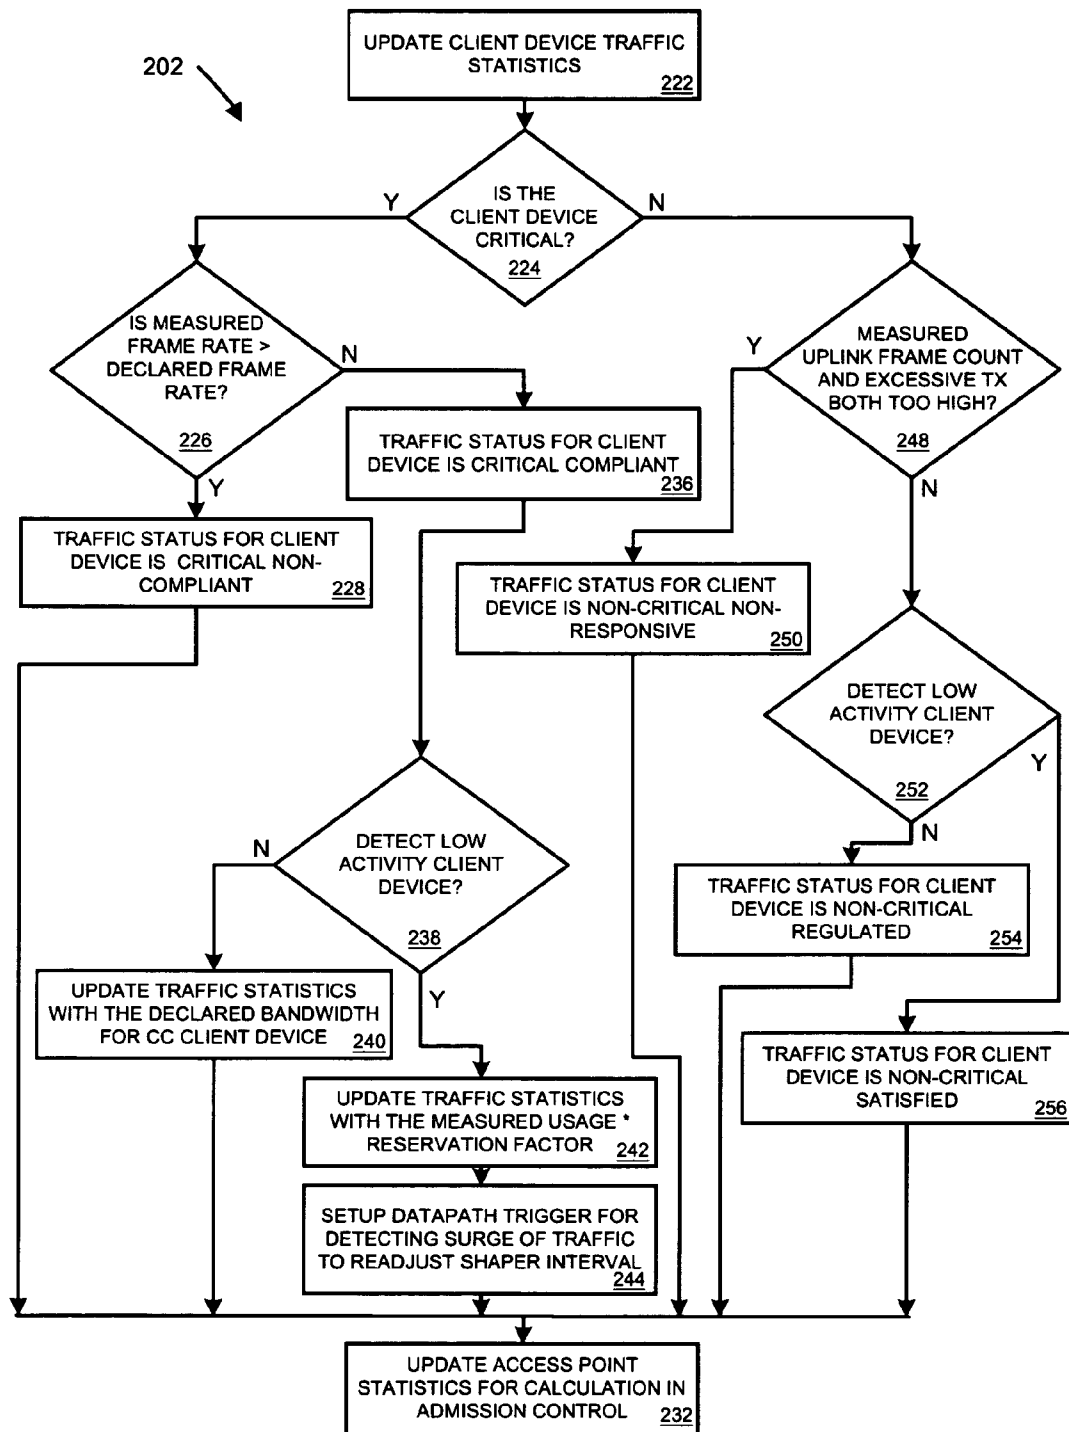 UPDATE CLIENT DEVICE TRAFFIC
STATISTICS
222
202
IS THE
CLIENT DEVICE
CRITICAL?
224
Y
N
IS MEASURED
FRAME RATE >
DECLARED FRAME
RATE?
226
N
Y
MEASURED
UPLINK FRAME COUNT
AND EXCESSIVE TX
BOTH TOO HIGH?
248
Y
N
TRAFFIC STATUS FOR CLIENT
DEVICE IS CRITICAL COMPLIANT
236
TRAFFIC STATUS FOR CLIENT
DEVICE IS CRITICAL NON-
COMPLIANT
228
TRAFFIC STATUS FOR CLIENT
DEVICE IS NON-CRITICAL NON-
RESPONSIVE
250
DETECT LOW
ACTIVITY CLIENT
DEVICE?
252
Y
N
DETECT LOW
ACTIVITY CLIENT
DEVICE?
238
N
Y
TRAFFIC STATUS FOR CLIENT
DEVICE IS NON-CRITICAL
REGULATED
254
UPDATE TRAFFIC STATISTICS
WITH THE DECLARED BANDWIDTH
FOR CC CLIENT DEVICE
240
TRAFFIC STATUS FOR CLIENT
DEVICE IS NON-CRITICAL
SATISFIED
256
UPDATE TRAFFIC STATISTICS
WITH THE MEASURED USAGE *
RESERVATION FACTOR
242
SETUP DATAPATH TRIGGER FOR
DETECTING SURGE OF TRAFFIC
TO READJUST SHAPER INTERVAL
244
UPDATE ACCESS POINT
STATISTICS FOR CALCULATION IN
ADMISSION CONTROL
232